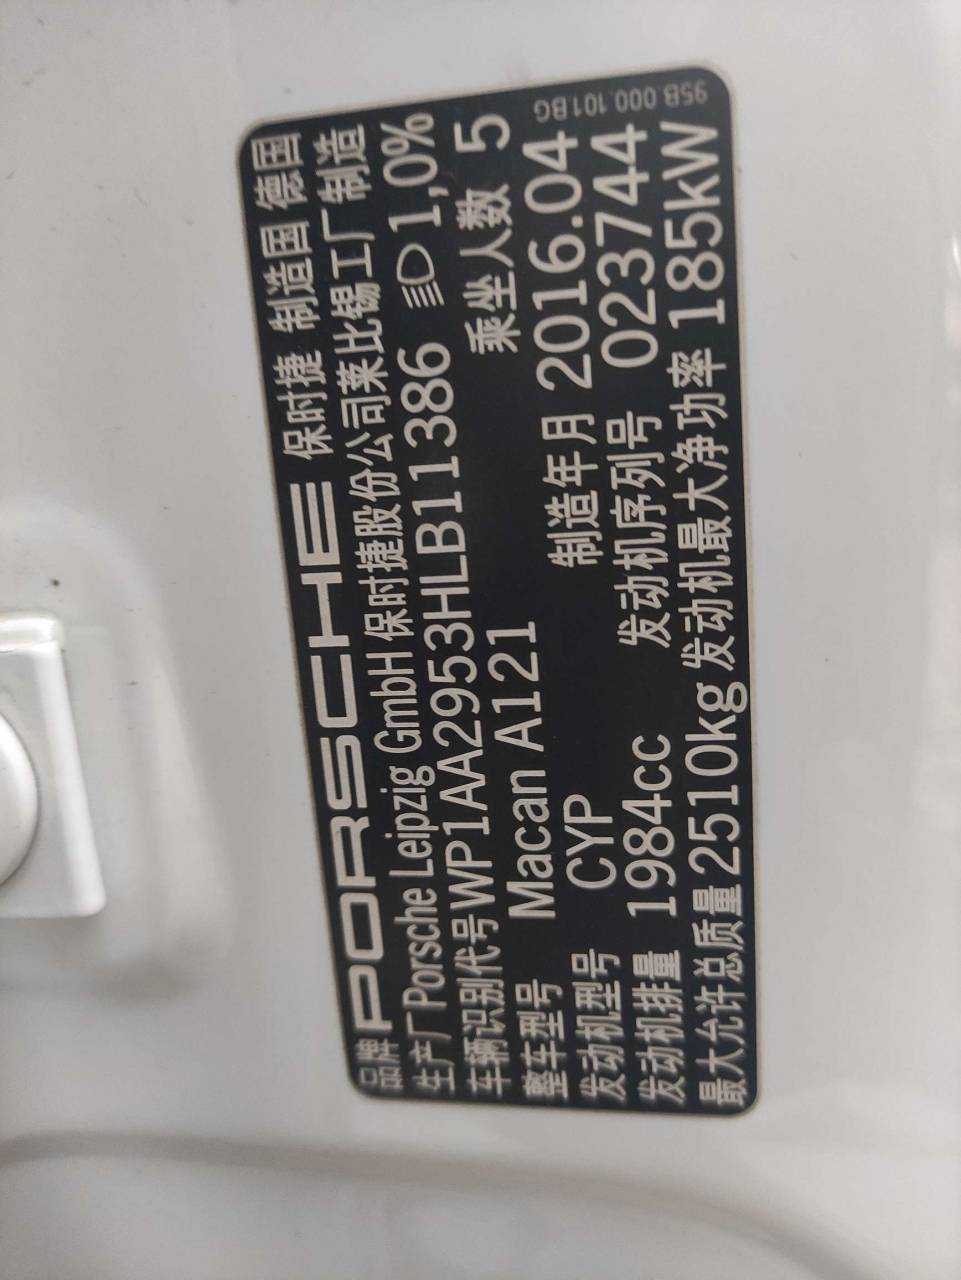 品牌 PORSCHE 保时捷 制造国 德国
生产厂 Porsche Leipzig GmbH 保时捷股份公司莱比锡工厂制造
车辆识别代号 WP1AA2953HLB11386 1,0%
整车型号 Macan A121 乘坐人数 5
发动机型号 CYP 制造年月 2016.04
发动机排量 1984cc 发动机序列号 023744
最大允许总质量 2510kg 发动机最大净功率 185kW
95B.000.101BG